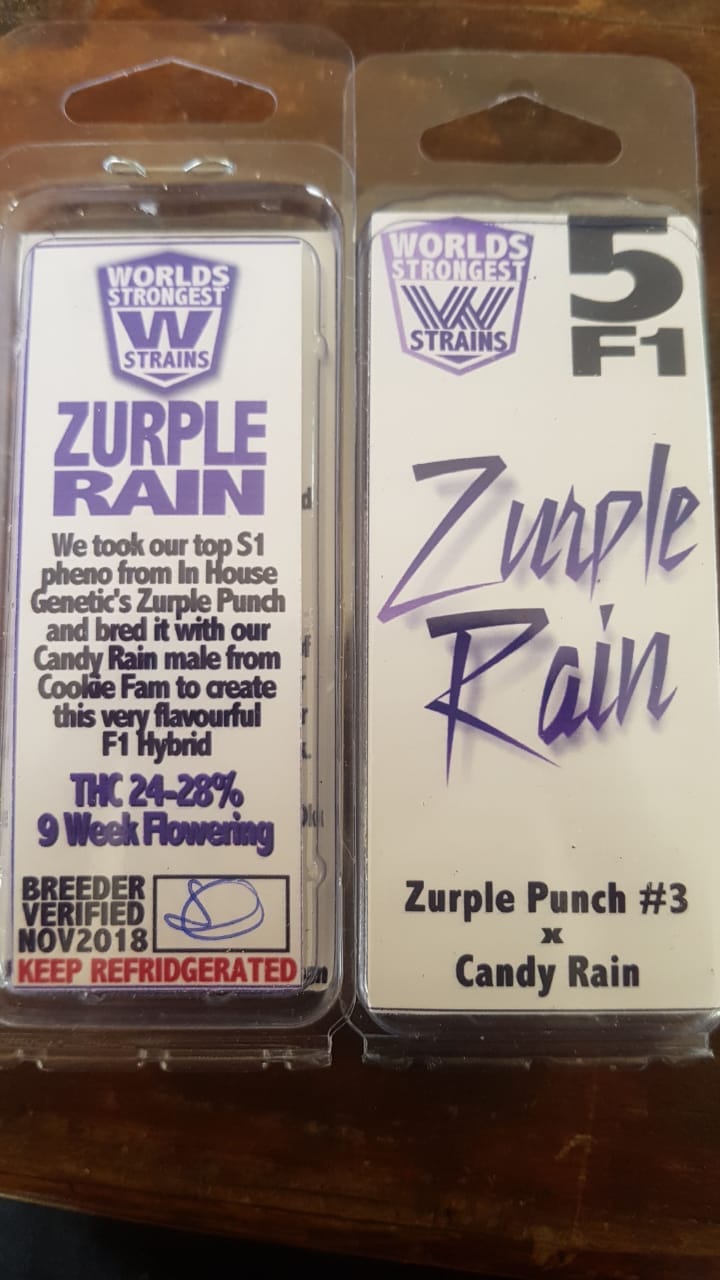 WORLDS
STRONGEST
W
STRAINS
ZURPLE
RAIN
We took our top S1
pheno from In House
Genetic's Zurple Punch
and bred it with our
Candy Rain male from
Cookie Fam to create
this very flavourful
F1 Hybrid
THC 24-28%
9 Week Flowering
BREEDER
VERIFIED
NOV2018
KEEP REFRIDGERATED
WORLDS
STRONGEST
W
STRAINS
5
F1
Zurple
Rain
Zurple Punch #3
x
Candy Rain